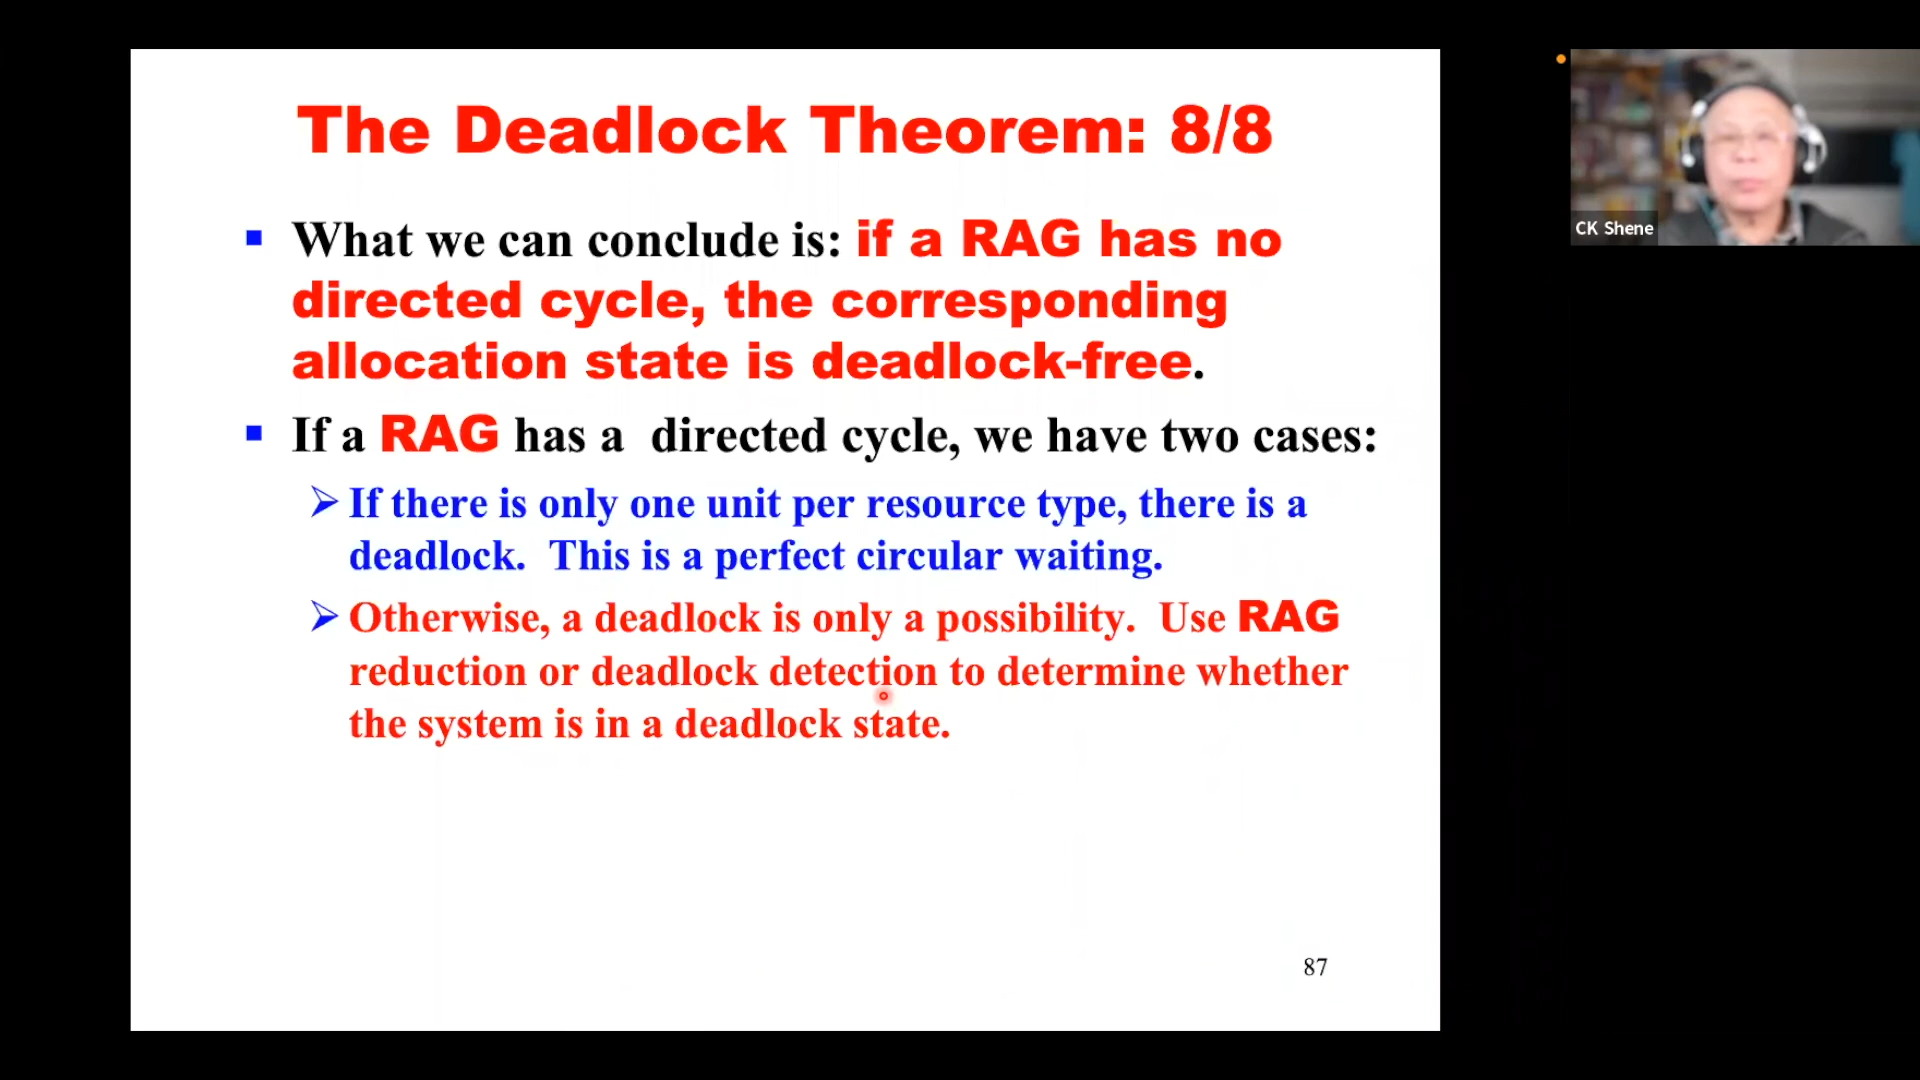 The Deadlock Theorem: 8/8
What we can conclude is: if a RAG has no
directed cycle, the corresponding
allocation state is deadlock-free.
If a RAG has a directed cycle, we have two cases:
If there is only one unit per resource type, there is a
deadlock. This is a perfect circular waiting.
Otherwise, a deadlock is only a possibility. Use RAG
reduction or deadlock detection to determine whether
the system is in a deadlock state.
87
CK Shene